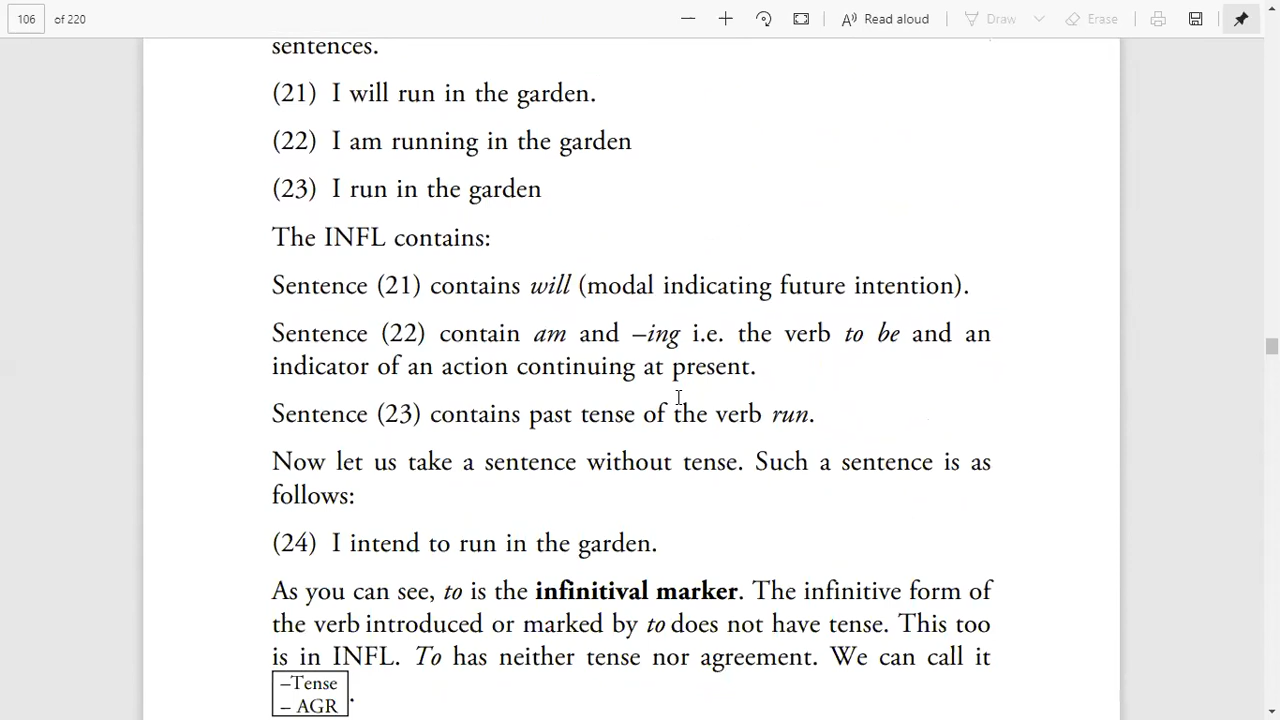 106 of 220
Read aloud
Draw
Erase
sentences.
(21) I will run in the garden.
(22) I am running in the garden
(23) I run in the garden
The INFL contains:
Sentence (21) contains will (modal indicating future intention).
Sentence (22) contain am and –ing i.e. the verb to be and an
indicator of an action continuing at present.
Sentence (23) contains past tense of the verb run.
Now let us take a sentence without tense. Such a sentence is as
follows:
(24) I intend to run in the garden.
As you can see, to is the infinitival marker. The infinitive form of
the verb introduced or marked by to does not have tense. This too
is in INFL. To has neither tense nor agreement. We can call it
–Tense
– AGR .